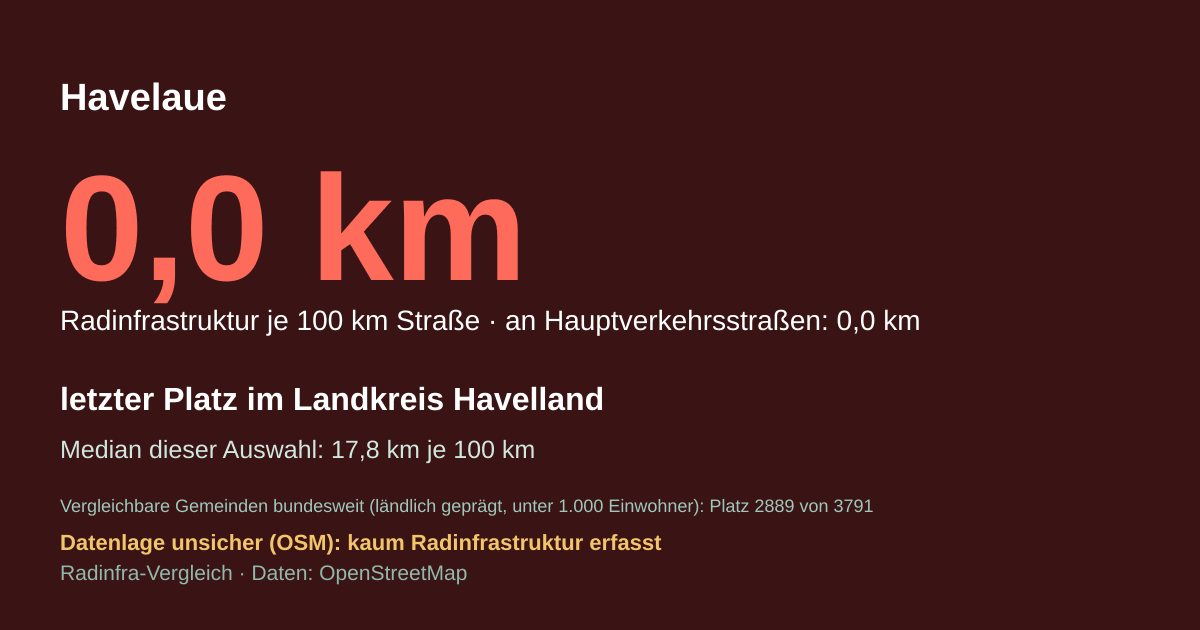 Havelaue
0,0 km
Radinfrastruktur je 100 km Straße · an Hauptverkehrsstraßen: 0,0 km
letzter Platz im Landkreis Havelland
Median dieser Auswahl: 17,8 km je 100 km
Vergleichbare Gemeinden bundesweit (ländlich geprägt, unter 1.000 Einwohner): Platz 2889 von 3791
Datenlage unsicher (OSM): kaum Radinfrastruktur erfasst
Radinfra-Vergleich · Daten: OpenStreetMap